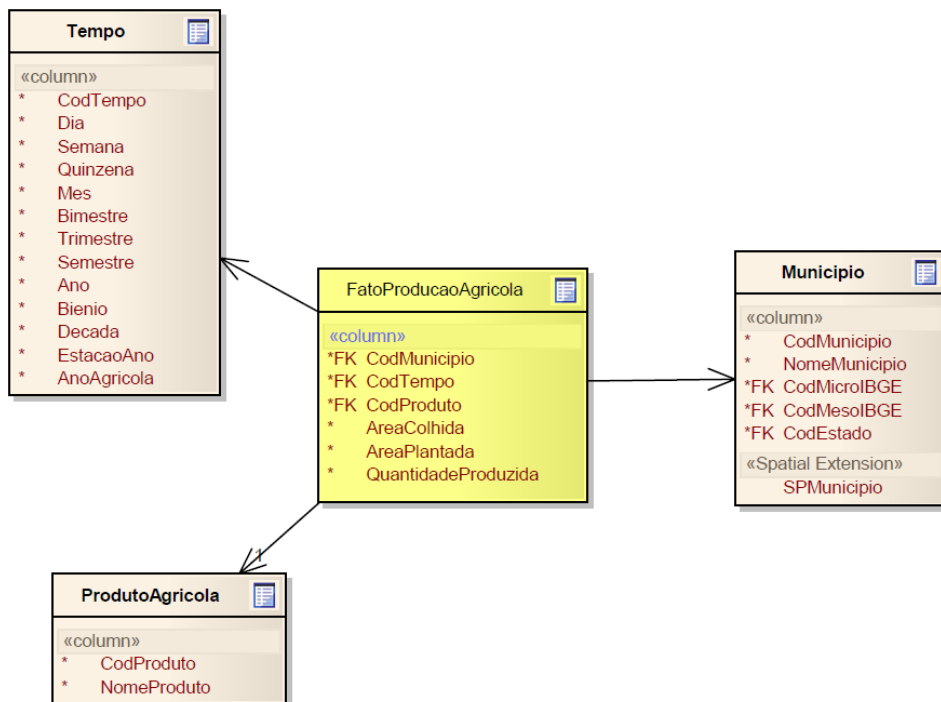 Tempo
«column»
* CodTempo
* Dia
* Semana
* Quinzena
* Mes
* Bimestre
* Trimestre
* Semestre
* Ano
* Bienio
* Decada
* EstacaoAno
* AnoAgricola
FatoProducaoAgricola
«column»
*FK CodMunicipio
*FK CodTempo
*FK CodProduto
* AreaColhida
* AreaPlantada
* QuantidadeProduzida
Municipio
«column»
* CodMunicipio
* NomeMunicipio
*FK CodMicroIBGE
*FK CodMesoIBGE
*FK CodEstado
«Spatial Extension»
SPMunicipio
1
ProdutoAgricola
«column»
* CodProduto
* NomeProduto